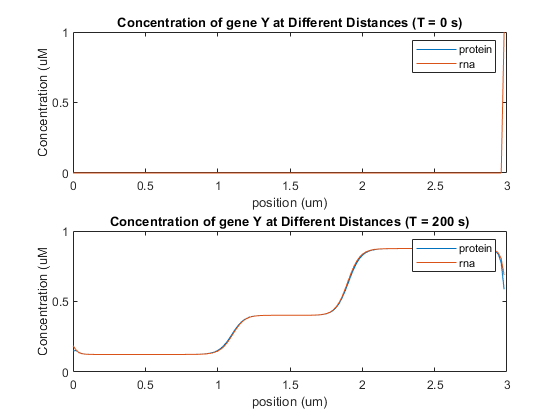 Concentration of gene Y at Different Distances (T = 0 s)
1
protein
rna
Concentration (uM
0.5
0
0 0.5 1 1.5 2 2.5 3
position (um)
Concentration of gene Y at Different Distances (T = 200 s)
1
protein
rna
Concentration (uM
0.5
0
0 0.5 1 1.5 2 2.5 3
position (um)